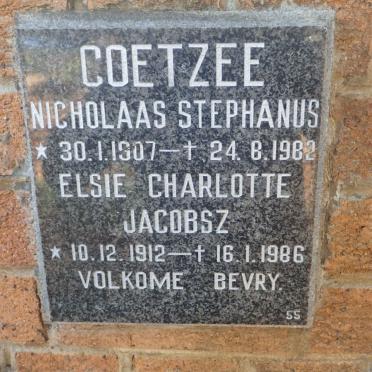 COETZEE
NICHOLAAS STEPHANUS
* 30.1.1907—† 24.8.1982
ELSIE CHARLOTTE
JACOBSZ
* 10.12.1912—† 16.1.1986
VOLKOME BEVRY.
55